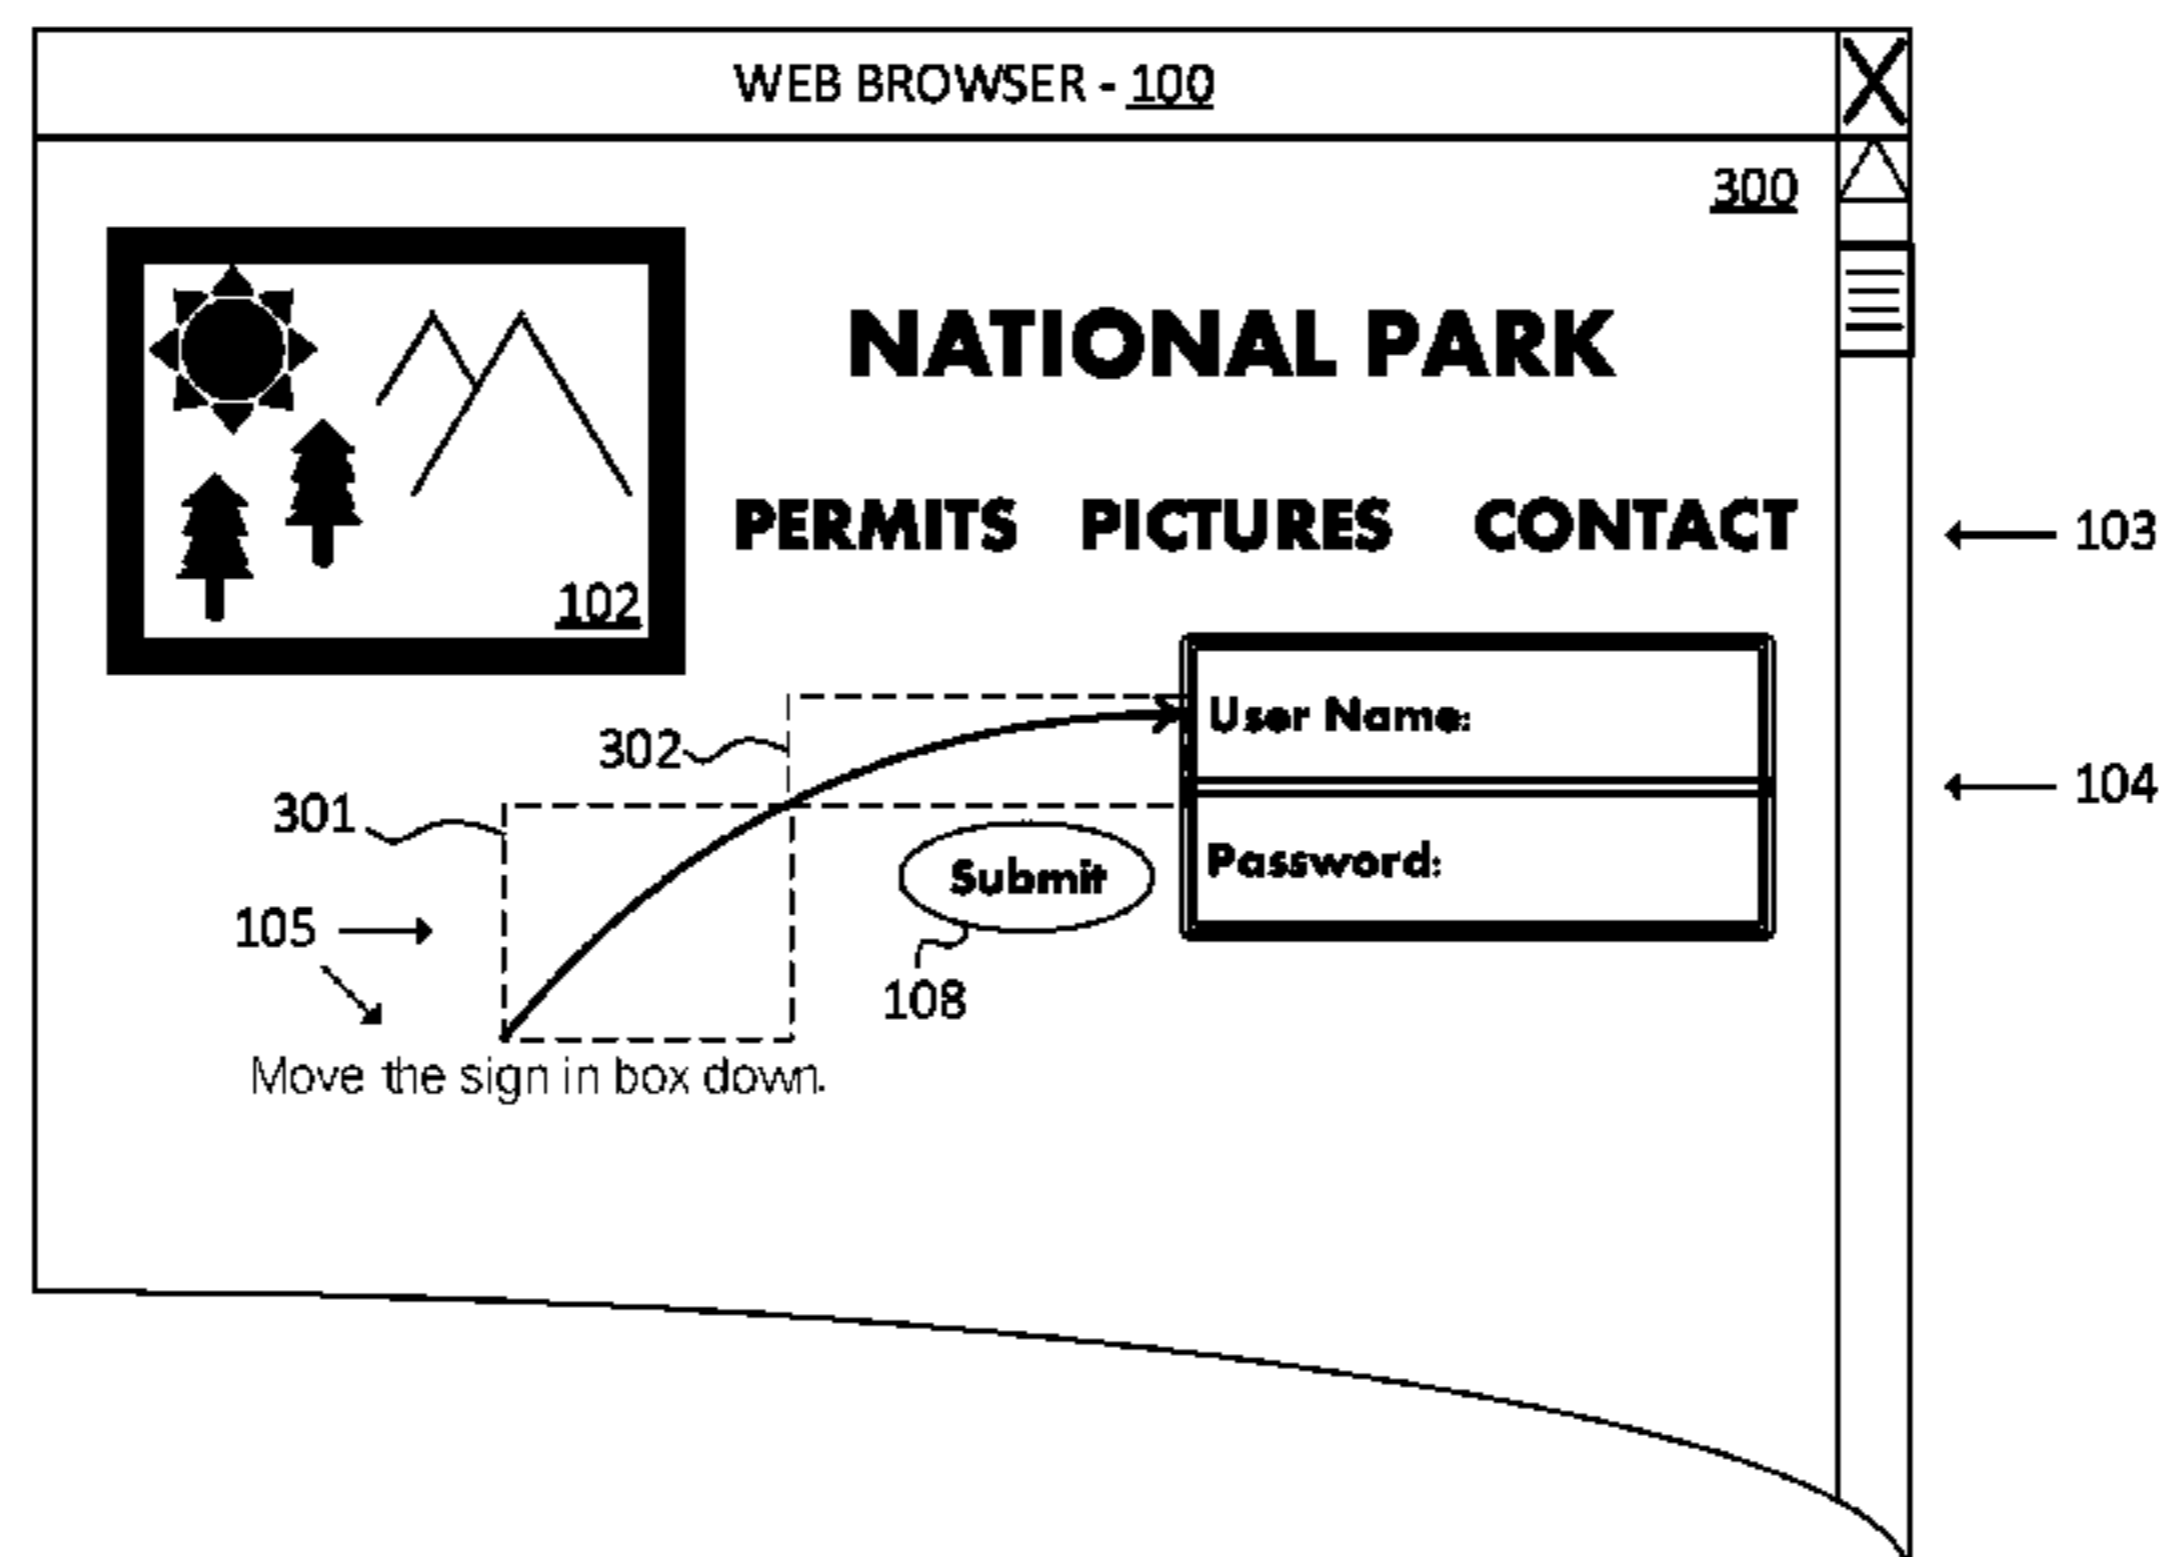 WEB BROWSER - 100
300
NATIONAL PARK
PERMITS PICTURES CONTACT
103
102
User Name:
302
104
301
Password:
Submit
105
108
Move the sign in box down.